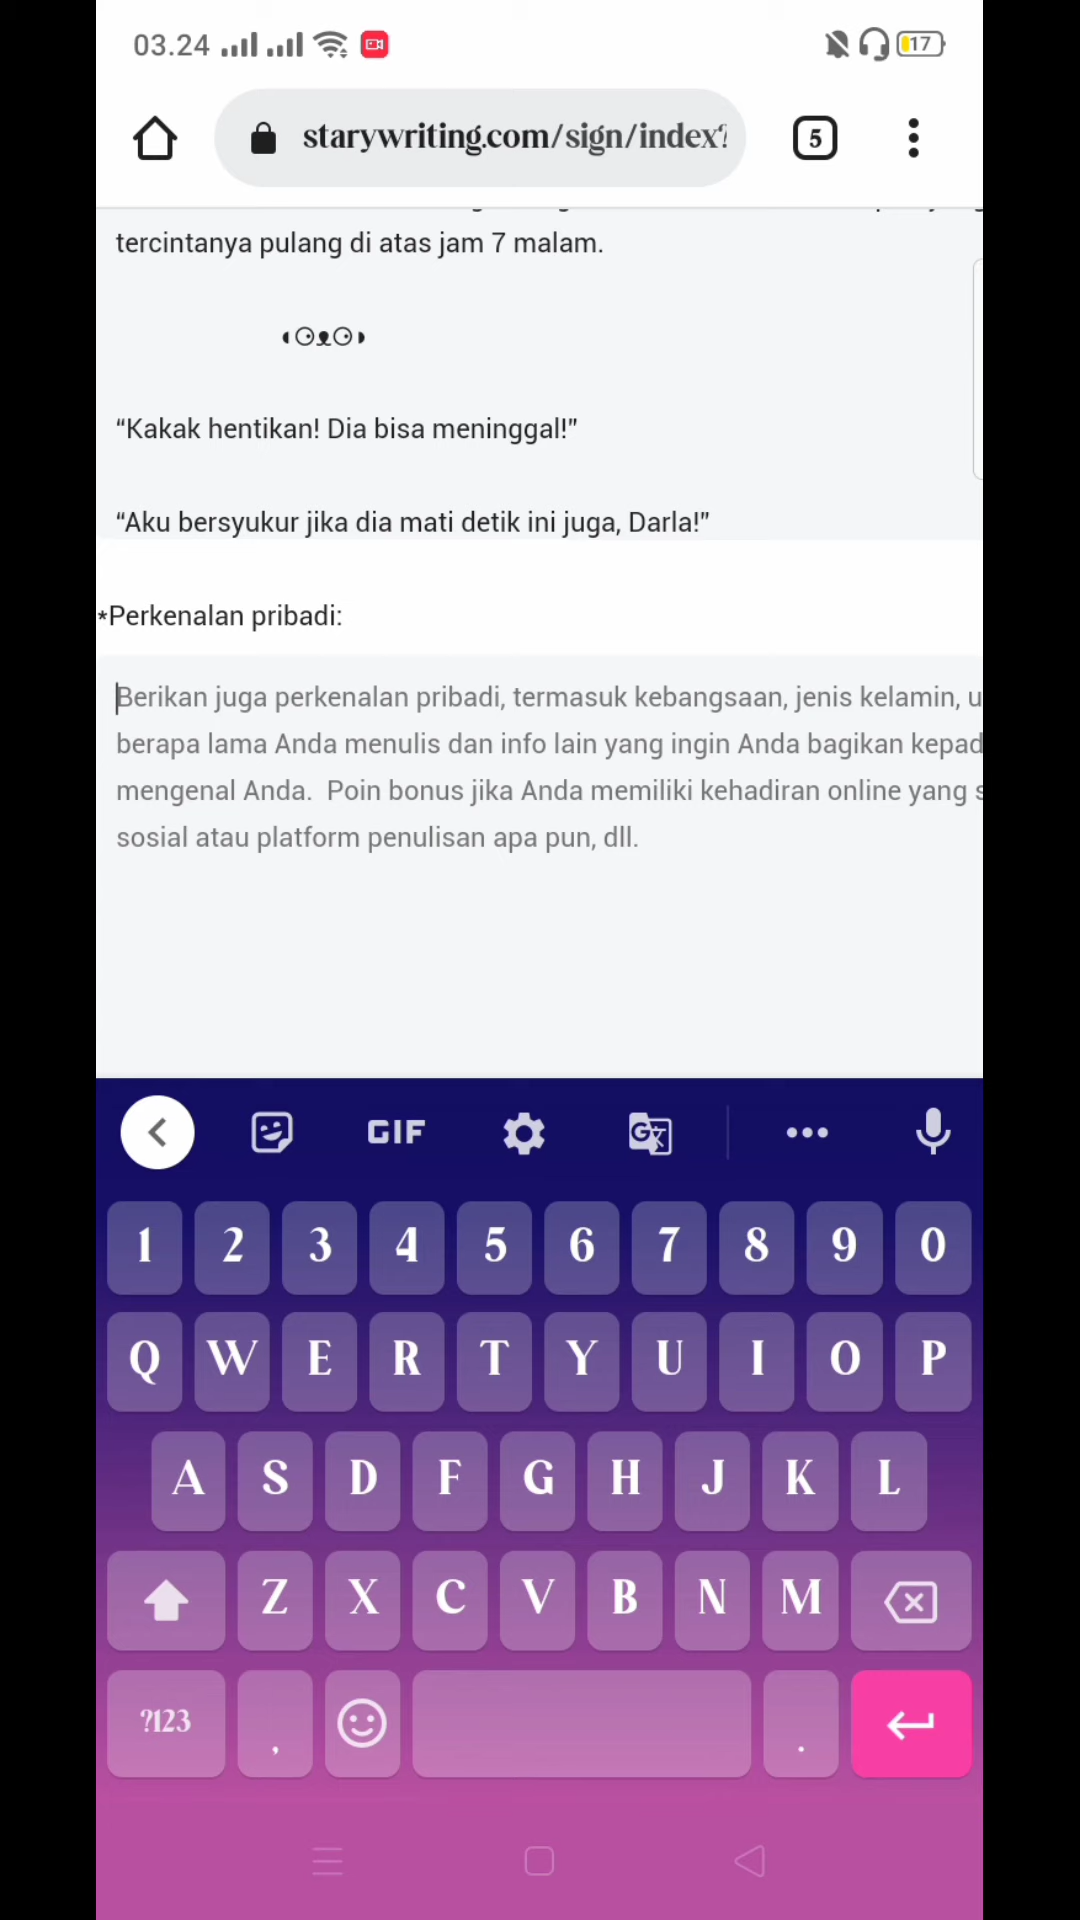 03.24
17
starywriting.com/sign/index?
5
tercintanya pulang di atas jam 7 malam.
“Kakak hentikan! Dia bisa meninggal!”
“Aku bersyukur jika dia mati detik ini juga, Darla!”
*Perkenalan pribadi:
Berikan juga perkenalan pribadi, termasuk kebangsaan, jenis kelamin, u
berapa lama Anda menulis dan info lain yang ingin Anda bagikan kepad
mengenal Anda.  Poin bonus jika Anda memiliki kehadiran online yang s
sosial atau platform penulisan apa pun, dll.
GIF
1 2 3 4 5 6 7 8 9 0
Q W E R T Y U I O P
A S D F G H J K L
Z X C V B N M
?123 , .